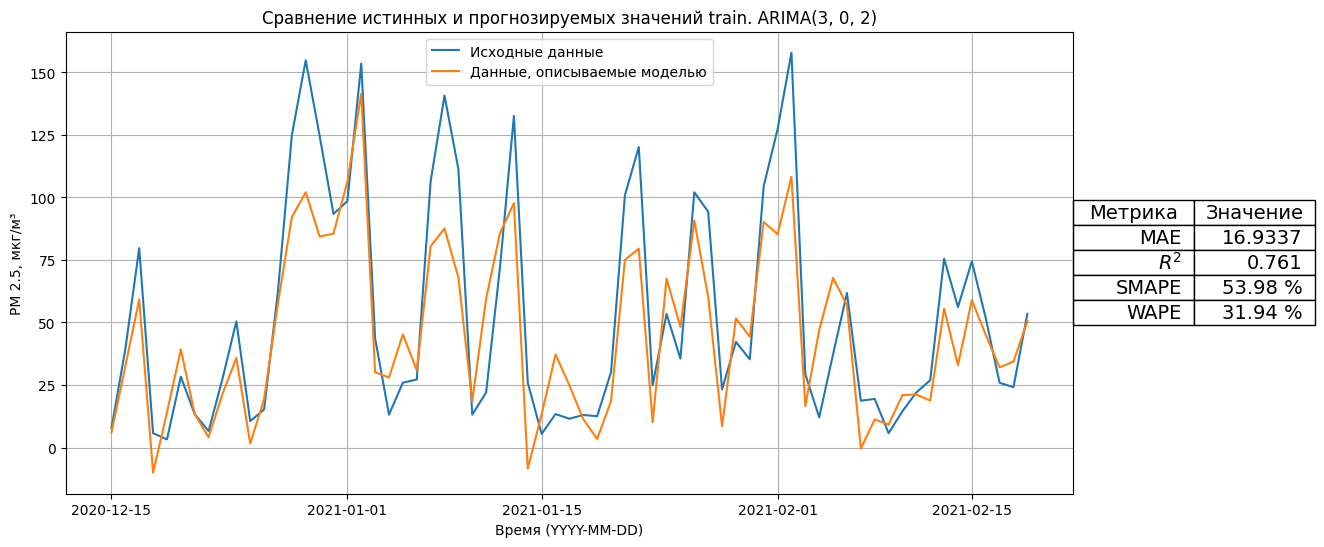 Сравнение истинных и прогнозируемых значений train. ARIMA(3, 0, 2)
Исходные данные
Данные, описываемые моделью
PM 2.5, мкг/м³
150
125
100
75
50
25
0
2020-12-15 2021-01-01 2021-01-15 2021-02-01 2021-02-15
Время (YYYY-MM-DD)
Метрика Значение
MAE 16.9337
R² 0.761
SMAPE 53.98 %
WAPE 31.94 %